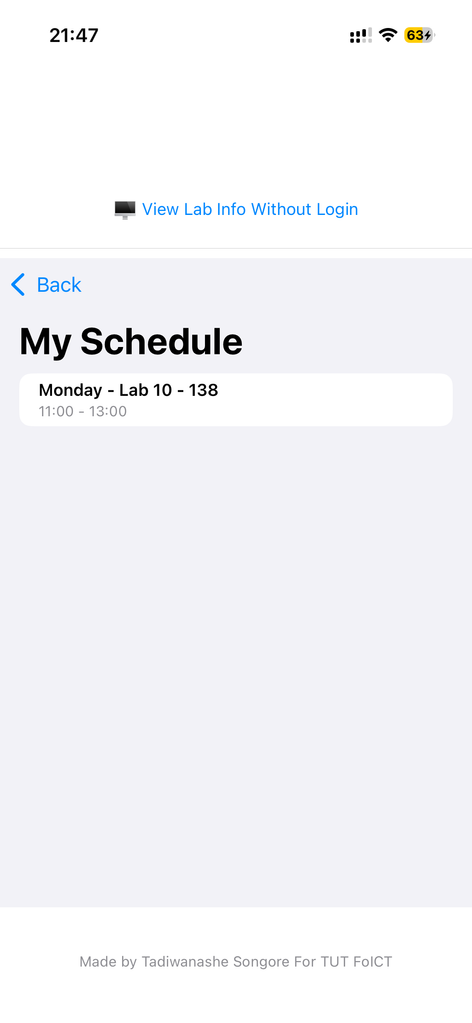 21:47
63
View Lab Info Without Login
Back
My Schedule
Monday - Lab 10 - 138
11:00 - 13:00
Made by Tadiwanashe Songore For TUT FoICT